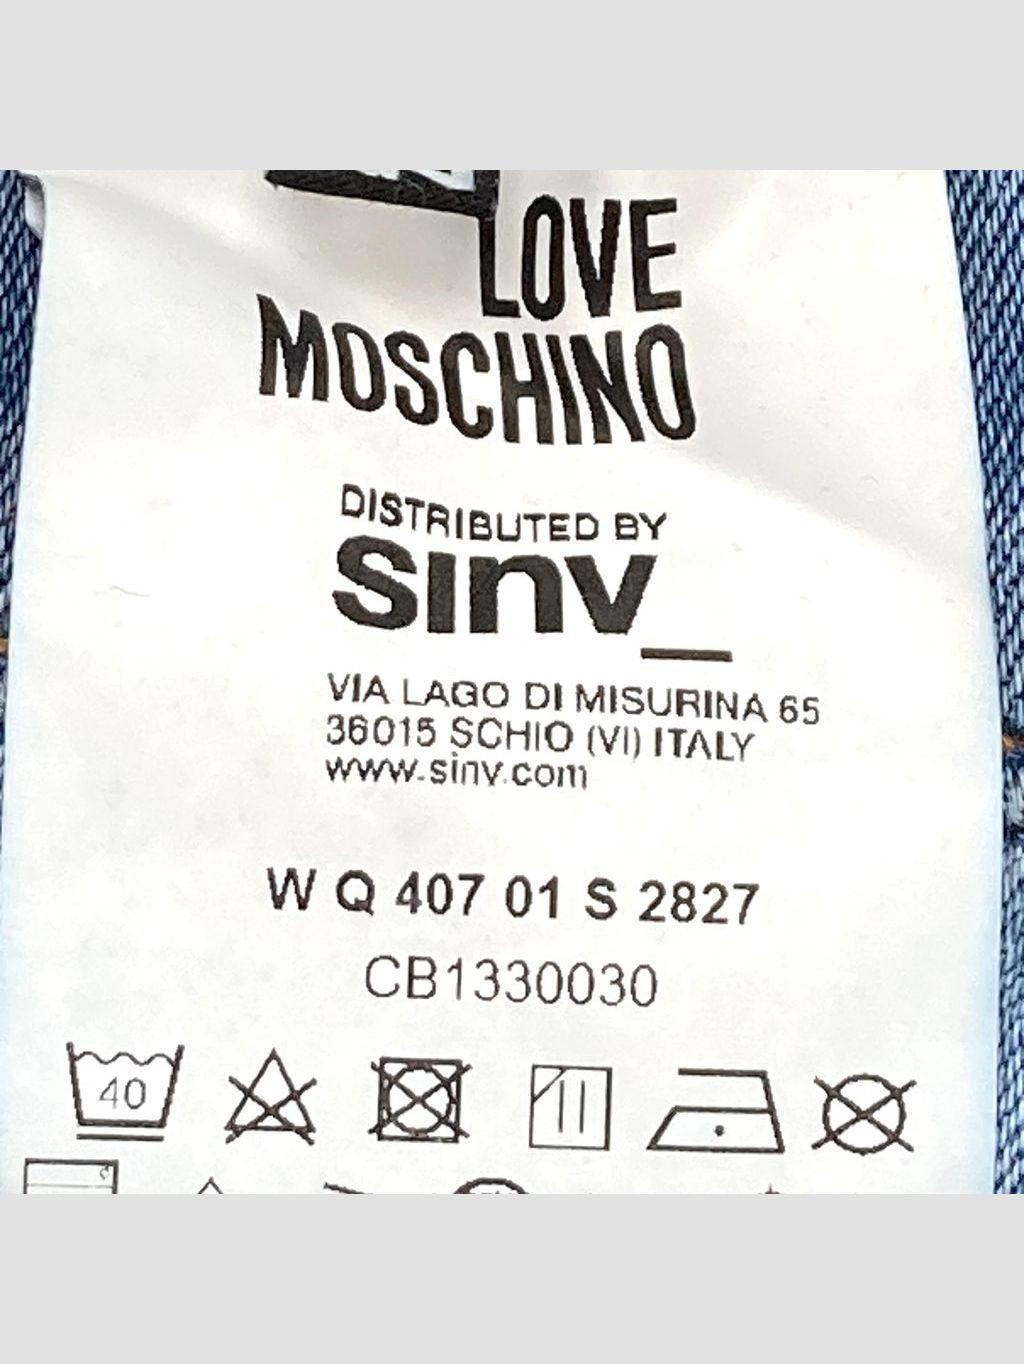 LOVE
MOSCHINO
DISTRIBUTED BY
sınv_
VIA LAGO DI MISURINA 65
36015 SCHIO (VI) ITALY
www.sinv.com
W Q 407 01 S 2827
CB1330030
40